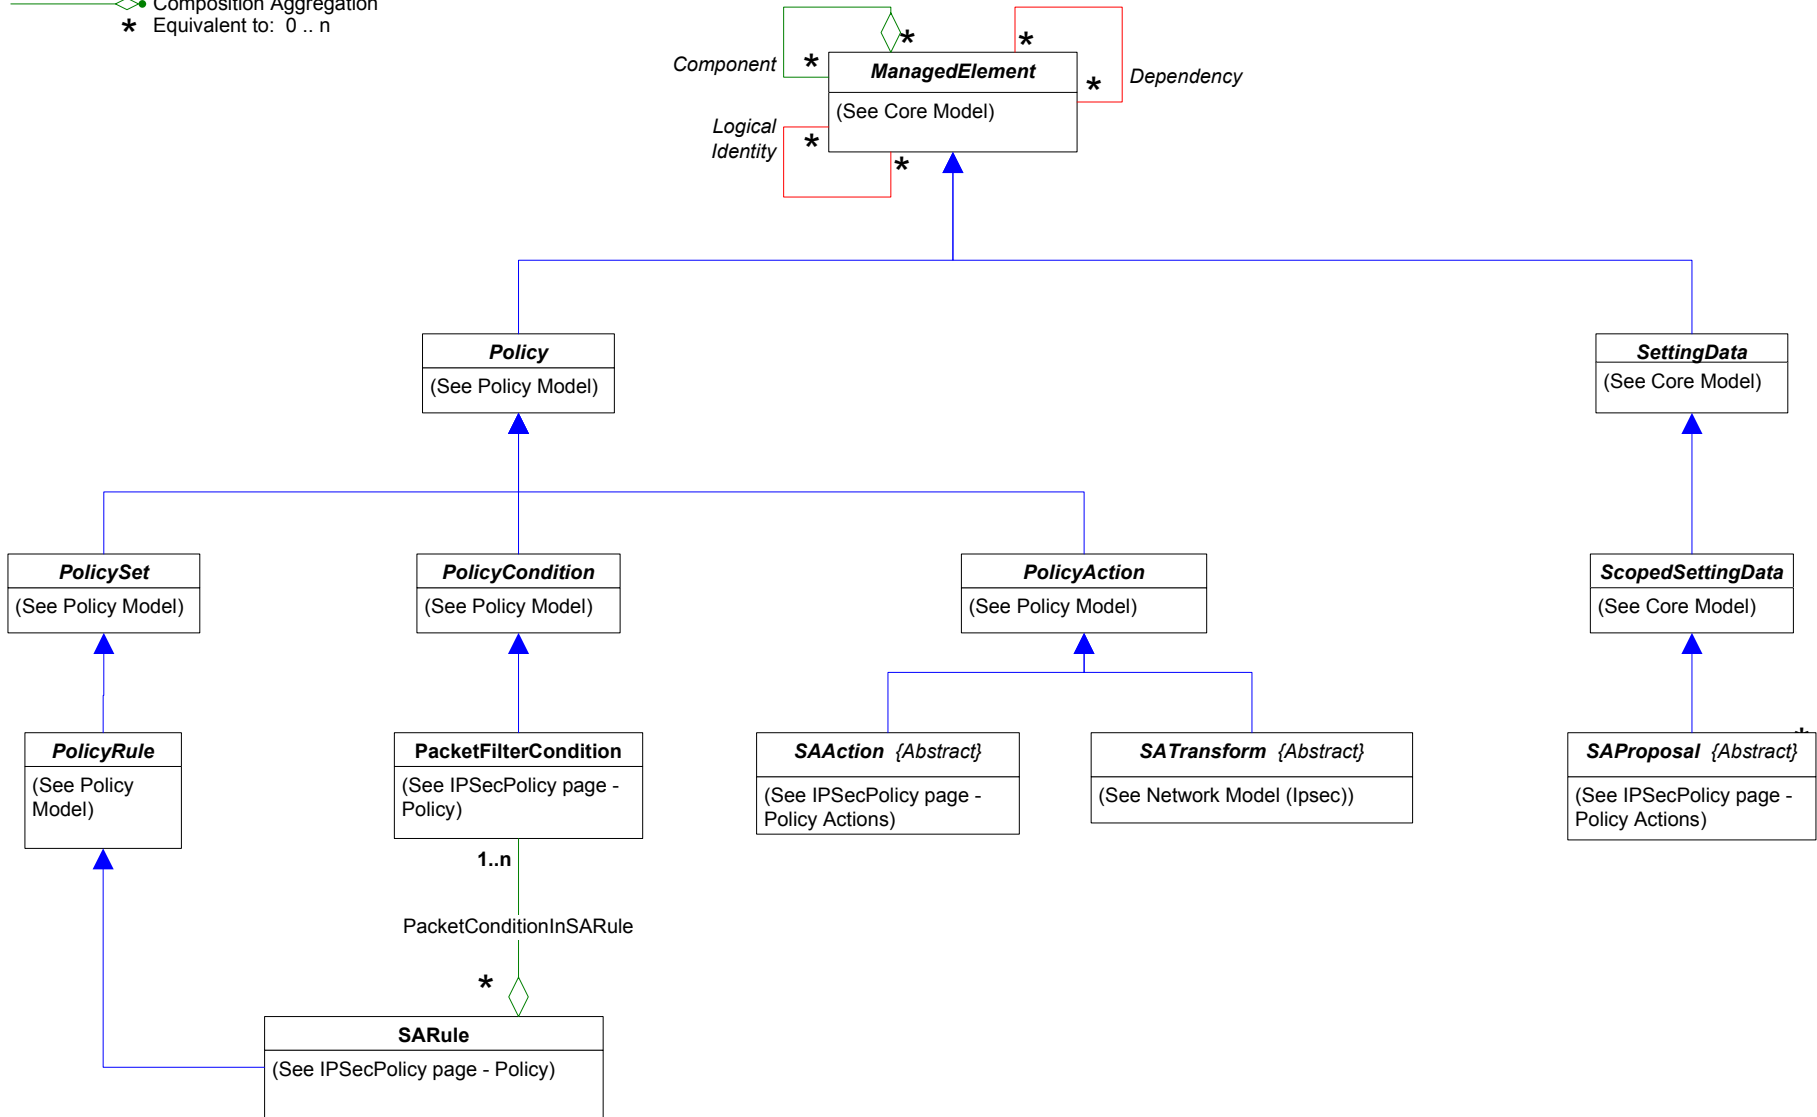 Composition Aggregation
* Equivalent to: 0 .. n
Component
*
*
*
*
Dependency
ManagedElement
(See Core Model)
Logical
Identity
*
*
Policy
(See Policy Model)
SettingData
(See Core Model)
PolicySet
(See Policy Model)
PolicyCondition
(See Policy Model)
PolicyAction
(See Policy Model)
ScopedSettingData
(See Core Model)
PolicyRule
(See Policy
Model)
PacketFilterCondition
(See IPSecPolicy page -
Policy)
SAAction {Abstract}
(See IPSecPolicy page -
Policy Actions)
SATransform {Abstract}
(See Network Model (Ipsec))
*
SAProposal {Abstract}
(See IPSecPolicy page -
Policy Actions)
1..n
PacketConditionInSARule
*
SARule
(See IPSecPolicy page - Policy)